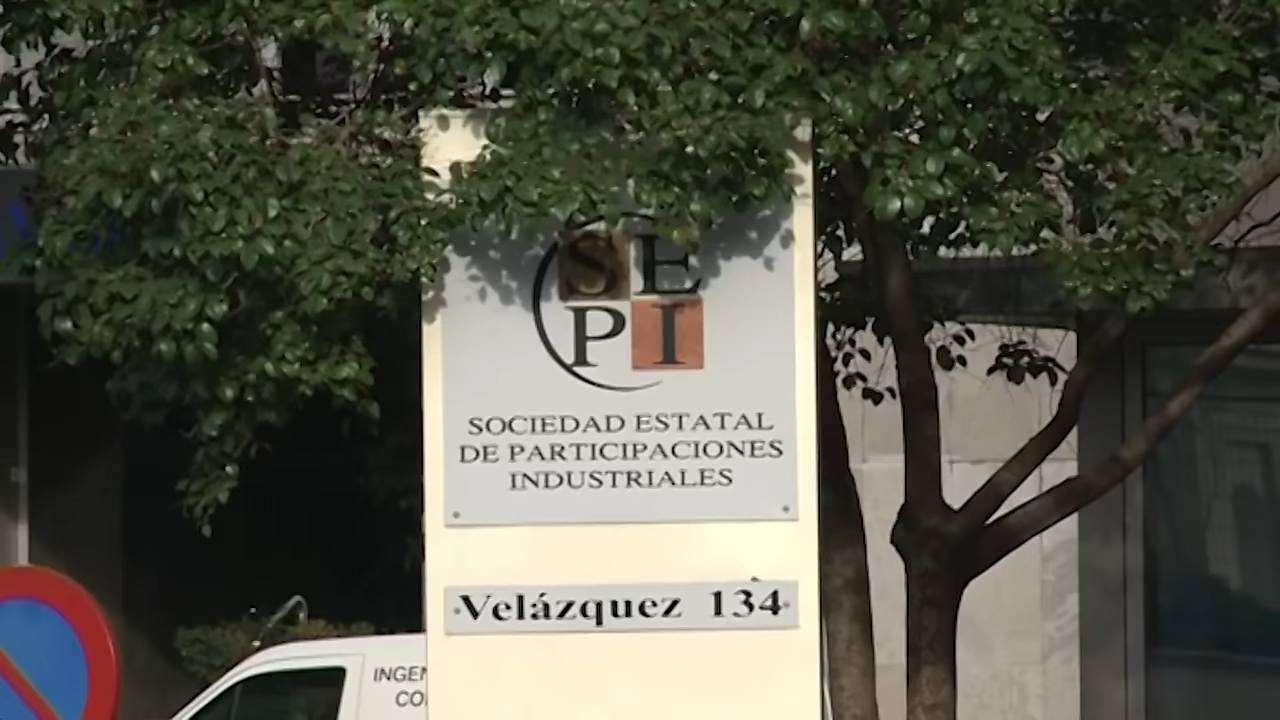 SE
PI
SOCIEDAD ESTATAL
DE PARTICIPACIONES
INDUSTRIALES
Velázquez 134